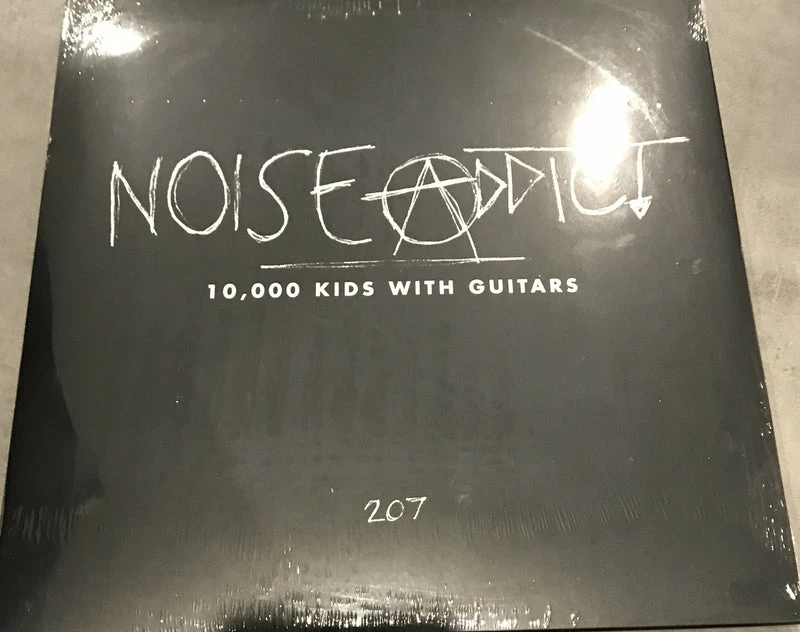 NOISE ADDICT
10,000 KIDS WITH GUITARS
207